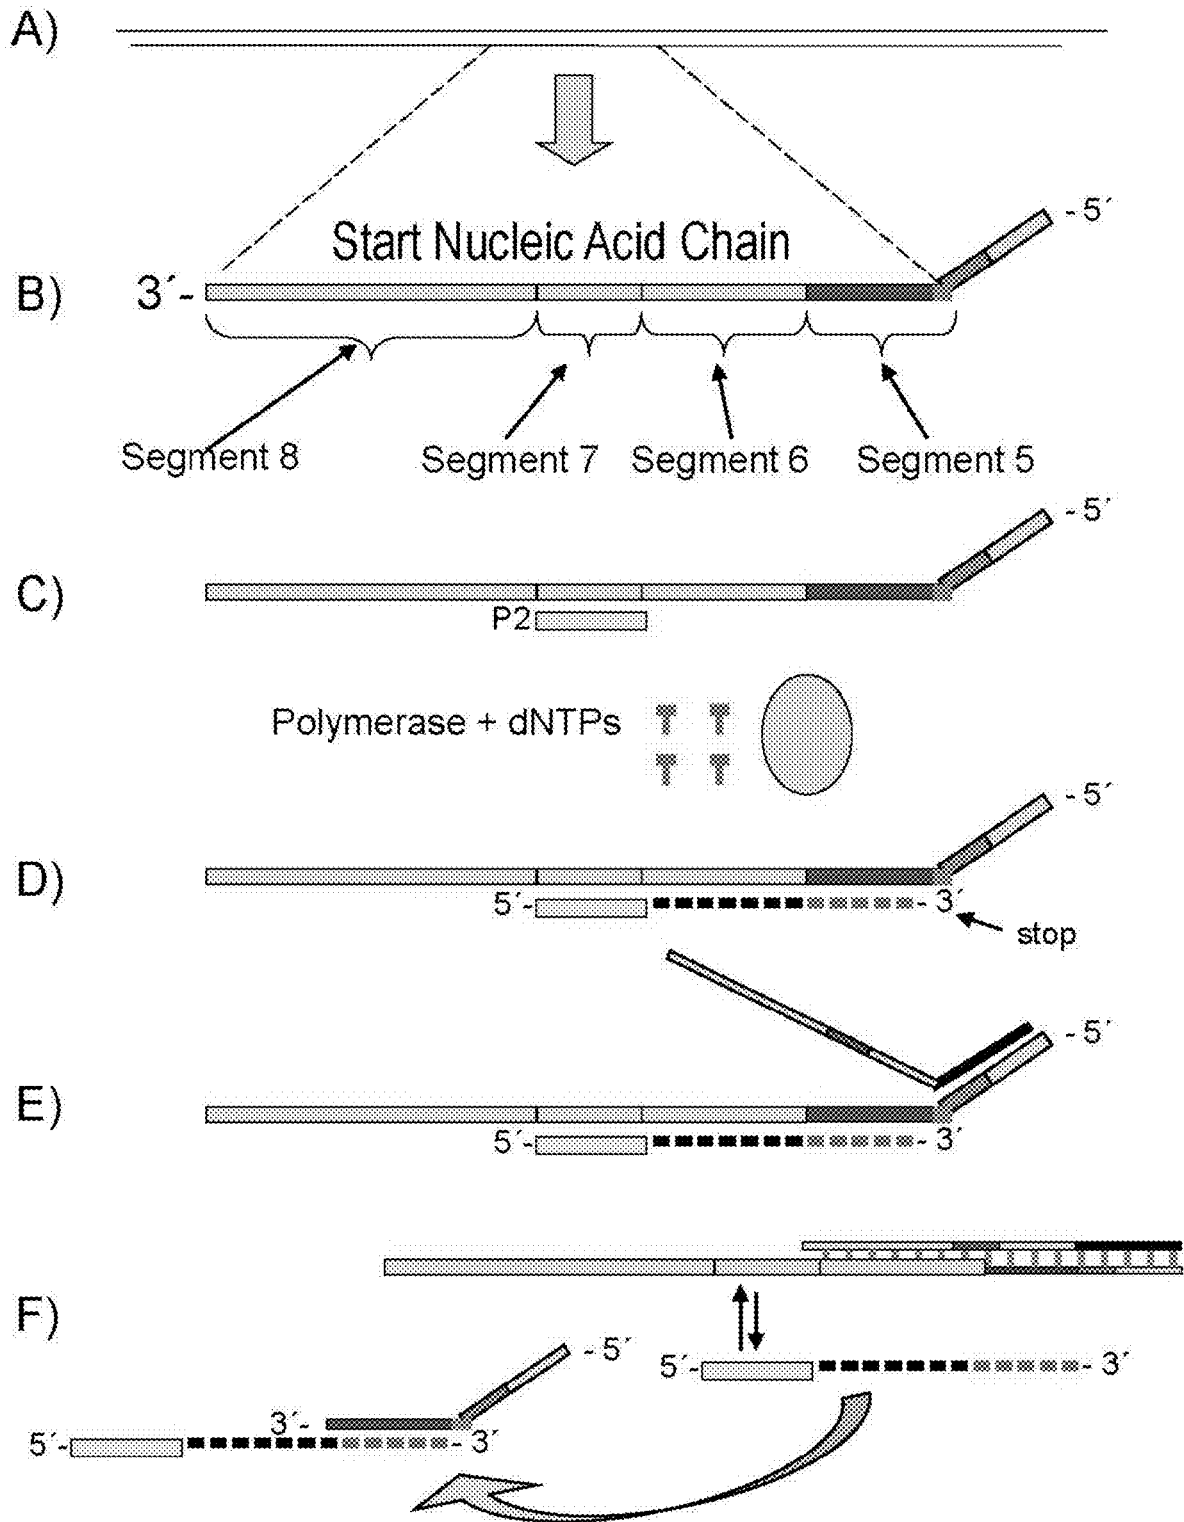 A)
- 5´
Start Nucleic Acid Chain
B) 3´-
Segment 8 Segment 7 Segment 6 Segment 5
- 5´
C)
P2
Polymerase + dNTPs
- 5´
D)
5´- - 3´
stop
- 5´
E)
5´- - 3´
F)
- 5´
5´- - 3´
3´-
5´- - 3´